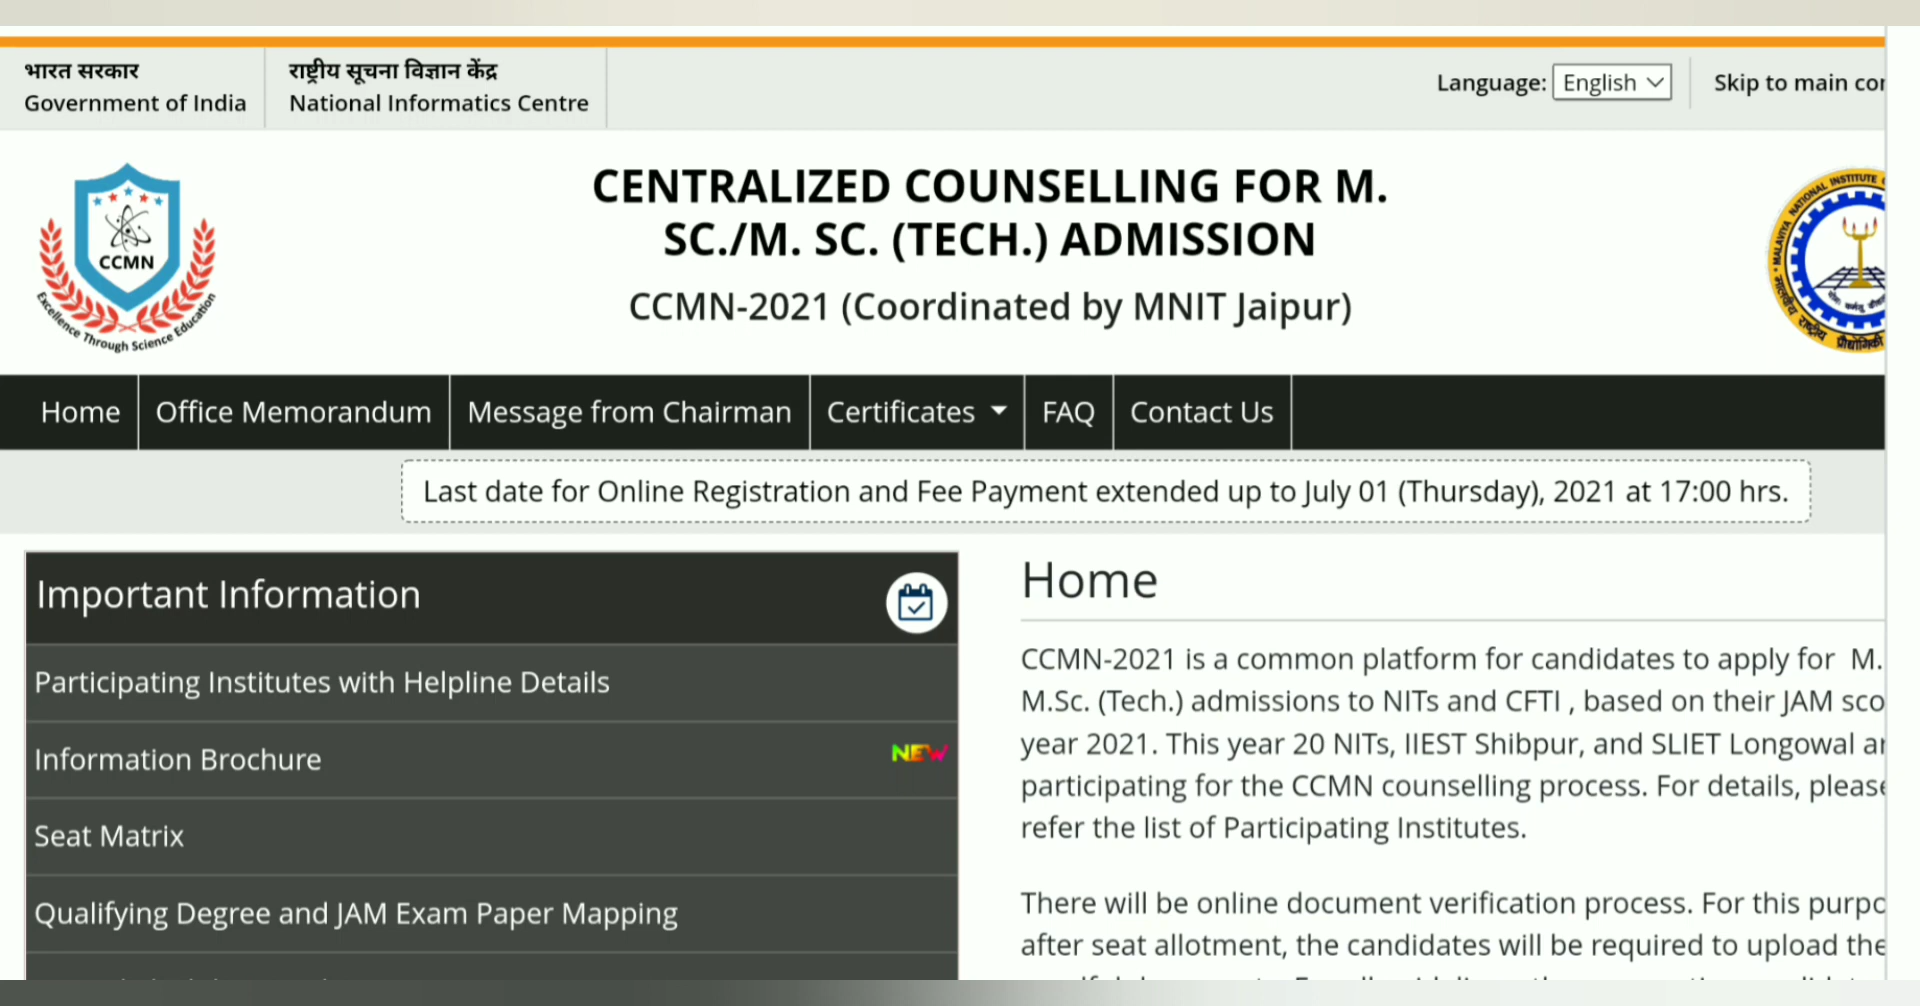 भारत सरकार
Government of India
राष्ट्रीय सूचना विज्ञान केंद्र
National Informatics Centre
Language: English
Skip to main
CCMN
Excellence Through Science Education
CENTRALIZED COUNSELLING FOR M.
SC./M. SC. (TECH.) ADMISSION
CCMN-2021 (Coordinated by MNIT Jaipur)
MALAVIYA NATIONAL INSTITUTE
Home
Office Memorandum
Message from Chairman
Certificates
FAQ
Contact Us
Last date for Online Registration and Fee Payment extended up to July 01 (Thursday), 2021 at 17:00 hrs.
Important Information
Participating Institutes with Helpline Details
Information Brochure
NEW
Seat Matrix
Qualifying Degree and JAM Exam Paper Mapping
Home
CCMN-2021 is a common platform for candidates to apply for M.
M.Sc. (Tech.) admissions to NITs and CFTI , based on their JAM
year 2021. This year 20 NITs, IIEST Shibpur, and SLIET Longowal
participating for the CCMN counselling process. For details, please
refer the list of Participating Institutes.
There will be online document verification process. For this
after seat allotment, the candidates will be required to upload the